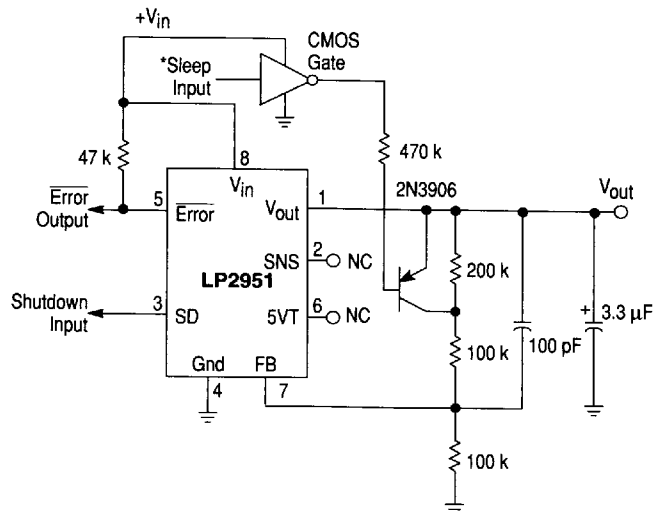 +Vin
CMOS
Gate
*Sleep
Input
47 k
470 k
8
Vin
2N3906
Vout
Error
Output
5
Error
Vout
1
200 k
SNS
2
NC
LP2951
Shutdown
Input
3
SD
5VT
6
NC
100 k
100 pF
+
3.3 µF
Gnd
FB
4
7
100 k